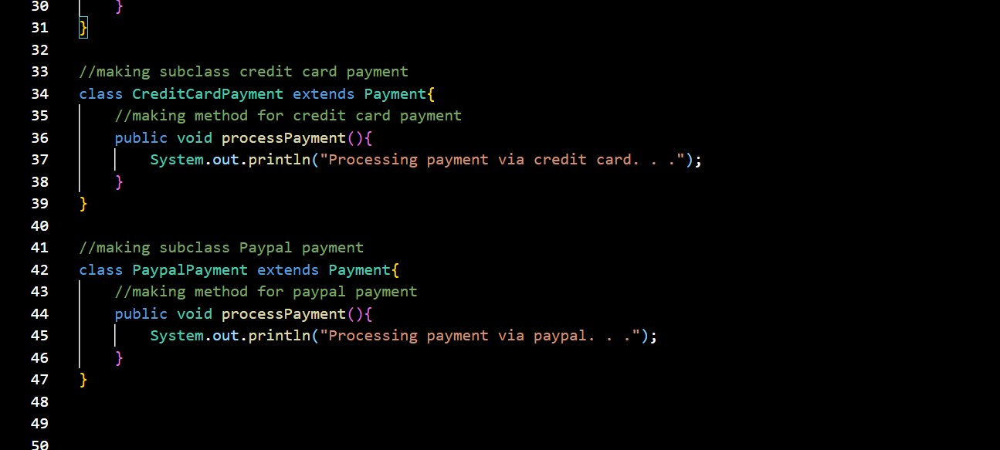 30 }
31 }
32
33 //making subclass credit card payment
34 class CreditCardPayment extends Payment{
35 //making method for credit card payment
36 public void processPayment(){
37 System.out.println("Processing payment via credit card. . .");
38 }
39 }
40
41 //making subclass Paypal payment
42 class PaypalPayment extends Payment{
43 //making method for paypal payment
44 public void processPayment(){
45 System.out.println("Processing payment via paypal. . .");
46 }
47 }
48
49
50